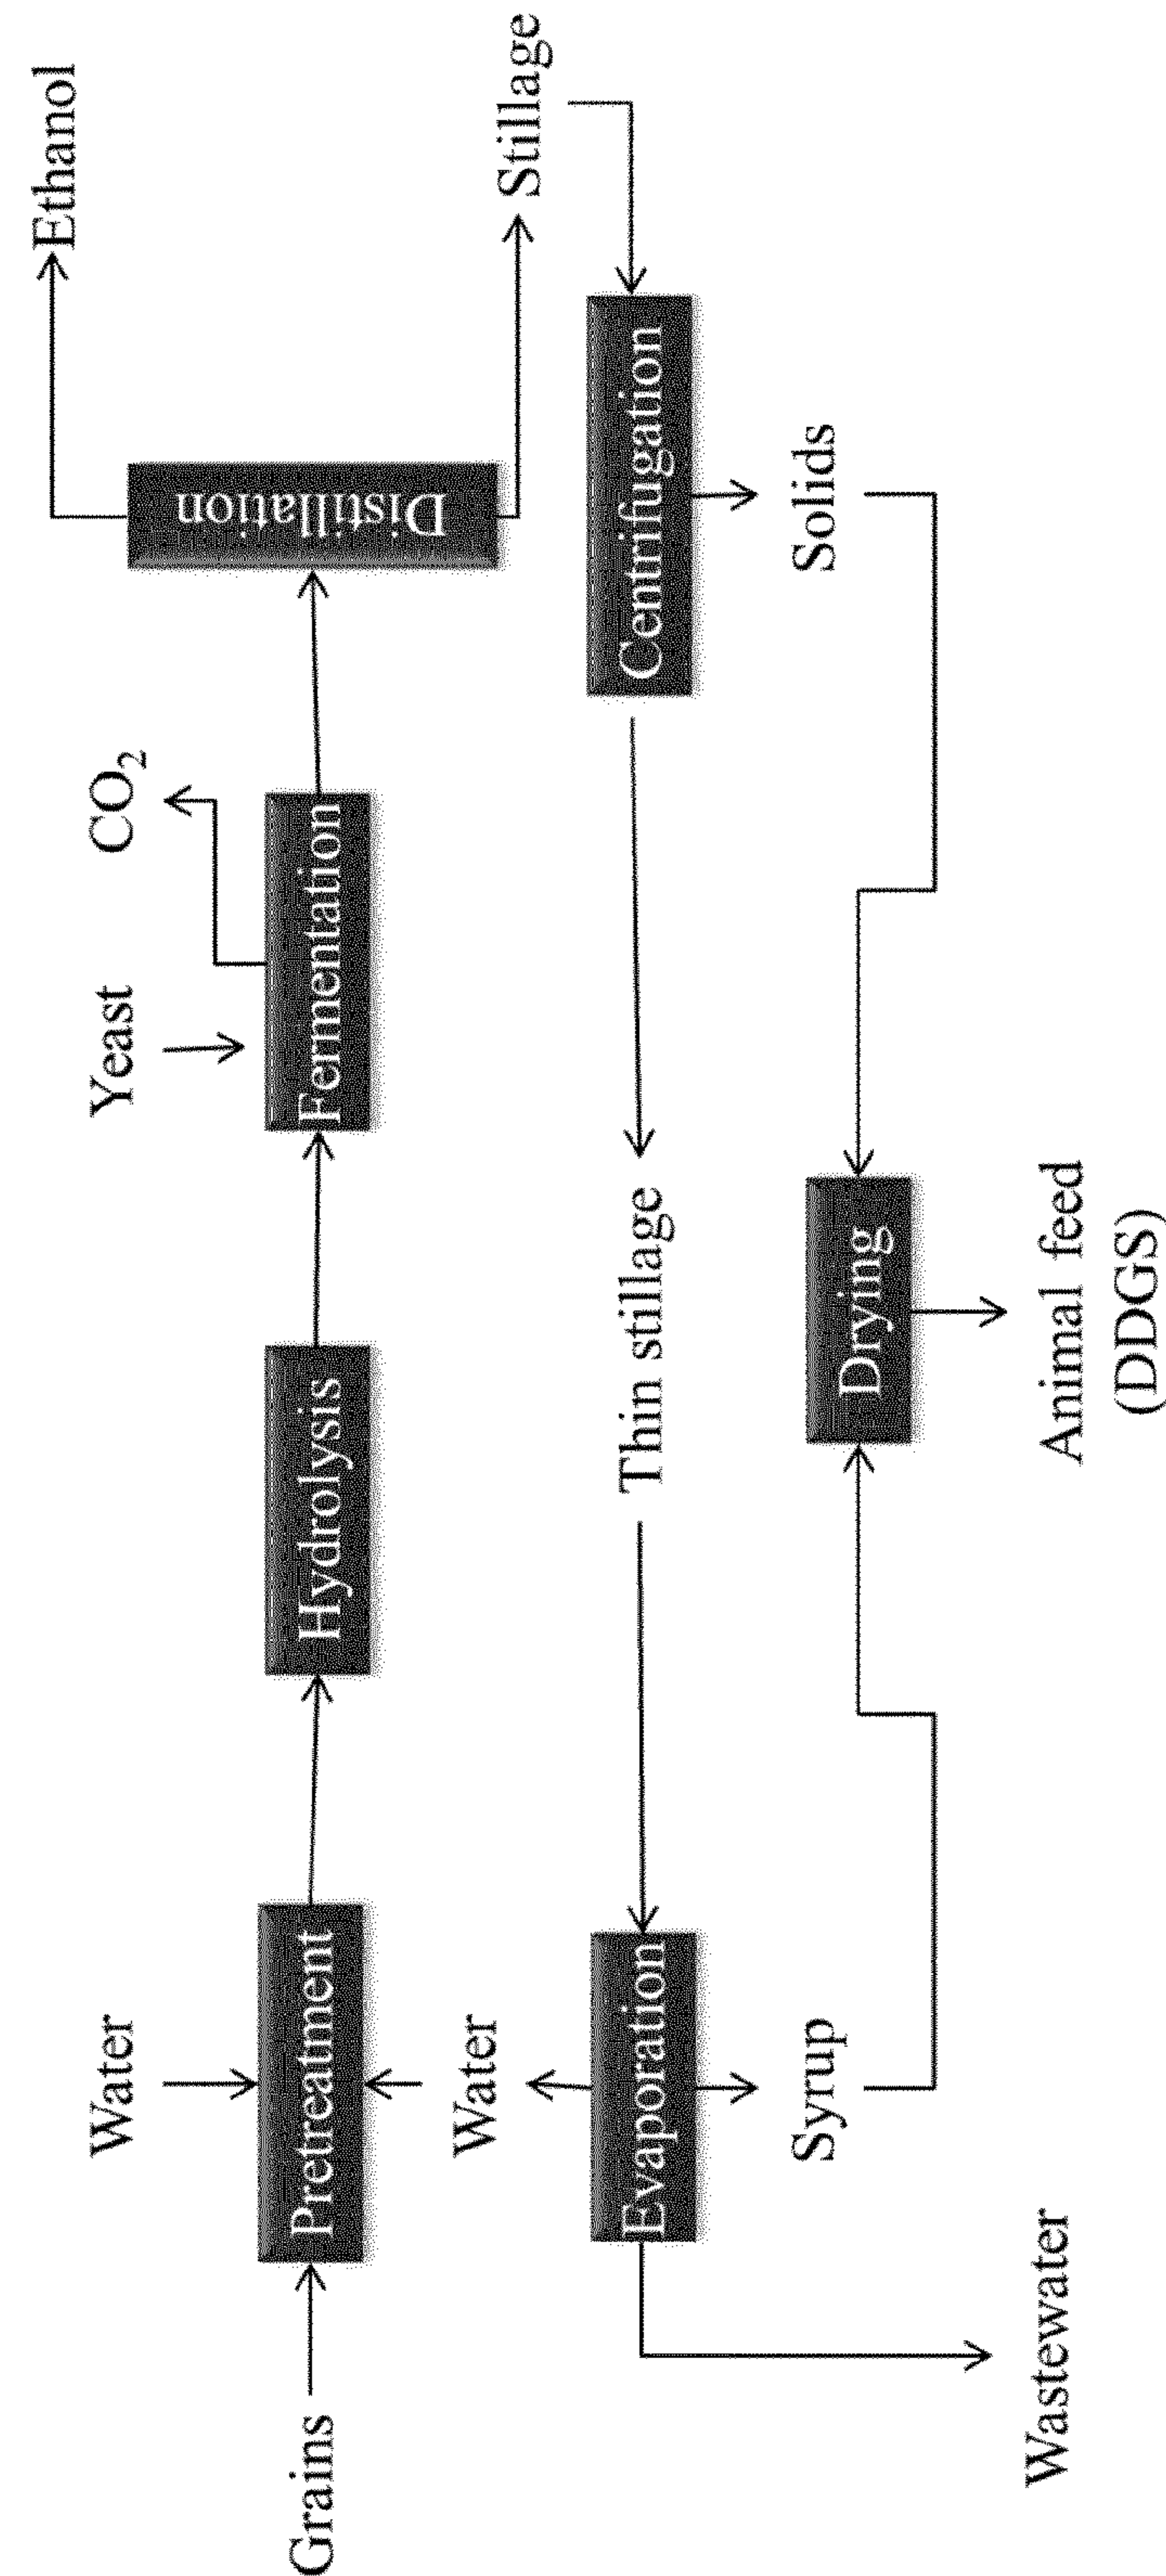 Ethanol
Water
Yeast
CO₂
Grains
Pretreatment
Hydrolysis
Fermentation
Distillation
Water
Stillage
Evaporation
Thin stillage
Centrifugation
Syrup
Drying
Solids
Wastewater
Animal feed
(DDGS)